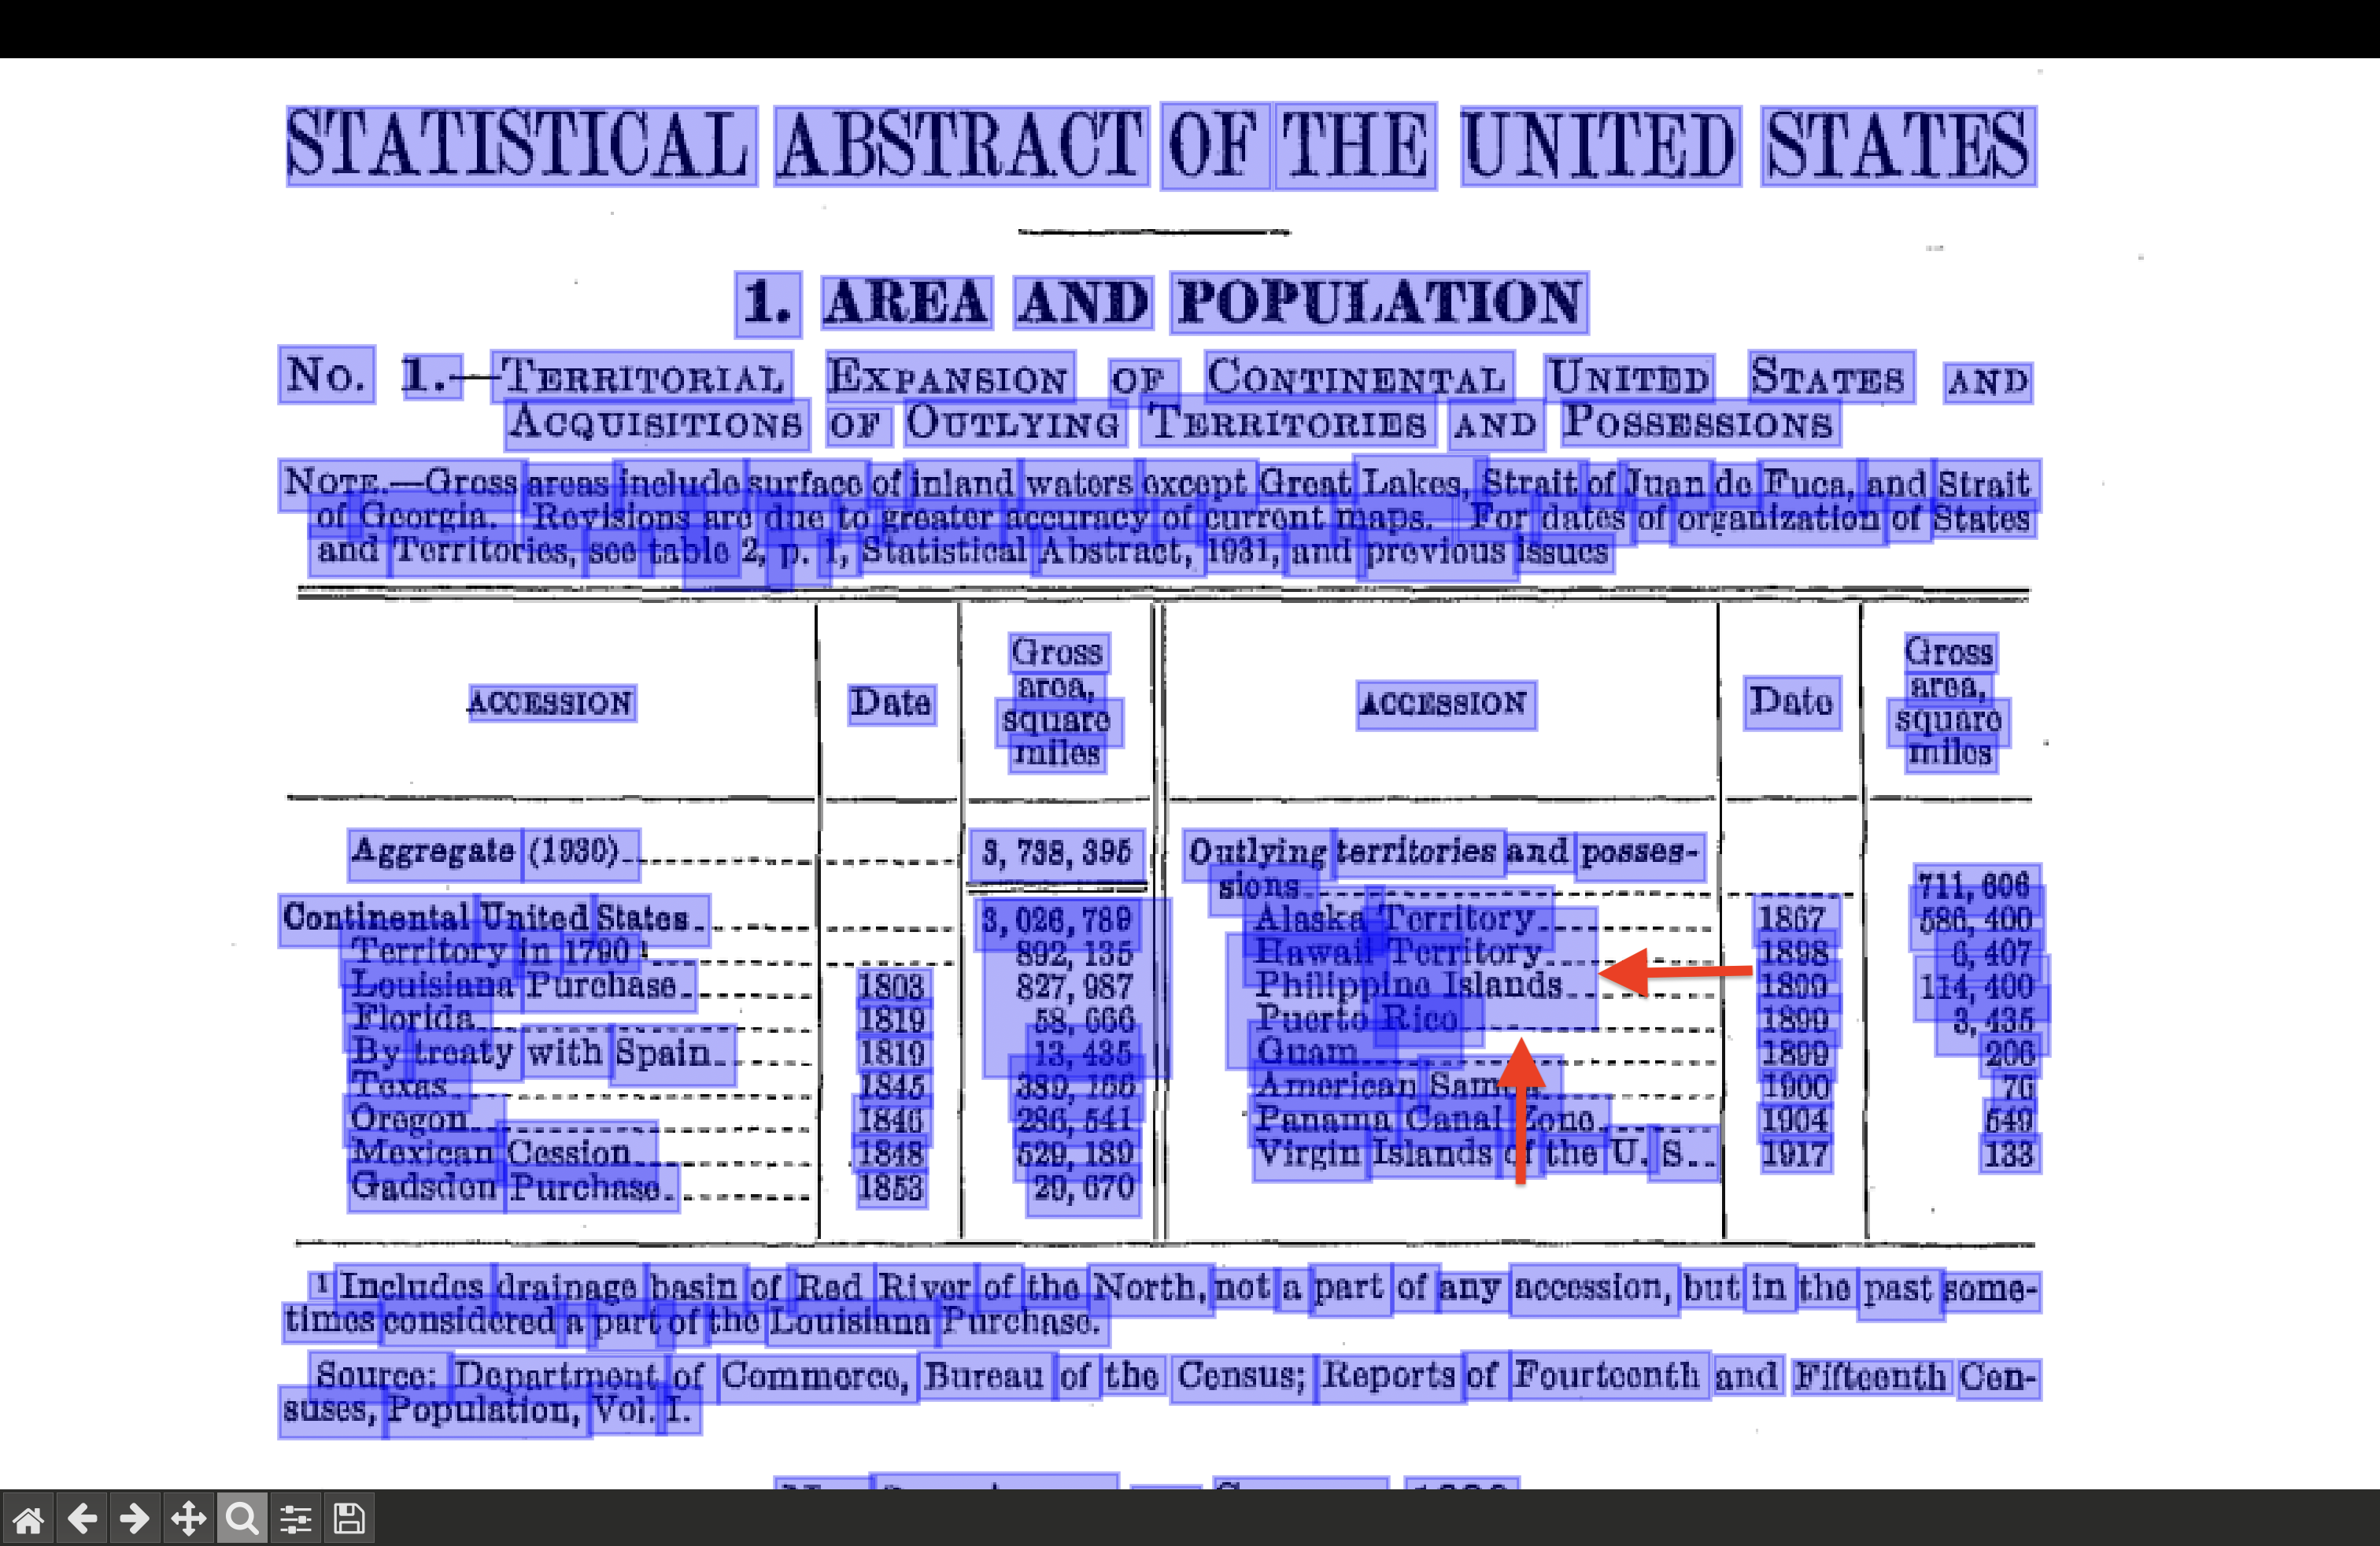 STATISTICAL ABSTRACT OF THE UNITED STATES
1. AREA AND POPULATION
No. 1.—Territorial Expansion of Continental United States and
Acquisitions of Outlying Territories and Possessions
Note.—Gross areas include surface of inland waters except Great Lakes, Strait of Juan de Fuca, and Strait
of Georgia. Revisions are due to greater accuracy of current maps. For dates of organization of States
and Territories, see table 2, p. 1, Statistical Abstract, 1931, and previous issues
ACCESSION Date Gross area, square miles ACCESSION Date Gross area, square miles
Aggregate (1930) 3,738,395 Outlying territories and posses-
sions 711,606
Continental United States 3,026,789 Alaska Territory 1867 586,400
Territory in 1790 ¹ 892,135 Hawaii Territory 1898 6,407
Louisiana Purchase 1803 827,987 Philippine Islands 1899 114,400
Florida 1819 58,666 Puerto Rico 1899 3,435
By treaty with Spain 1819 13,435 Guam 1899 206
Texas 1845 389,166 American Samoa 1900 76
Oregon 1846 286,541 Panama Canal Zone 1904 549
Mexican Cession 1848 529,189 Virgin Islands of the U. S. 1917 133
Gadsden Purchase 1853 29,670
¹ Includes drainage basin of Red River of the North, not a part of any accession, but in the past some-
times considered a part of the Louisiana Purchase.
Source: Department of Commerce, Bureau of the Census; Reports of Fourteenth and Fifteenth Cen-
suses, Population, Vol. I.